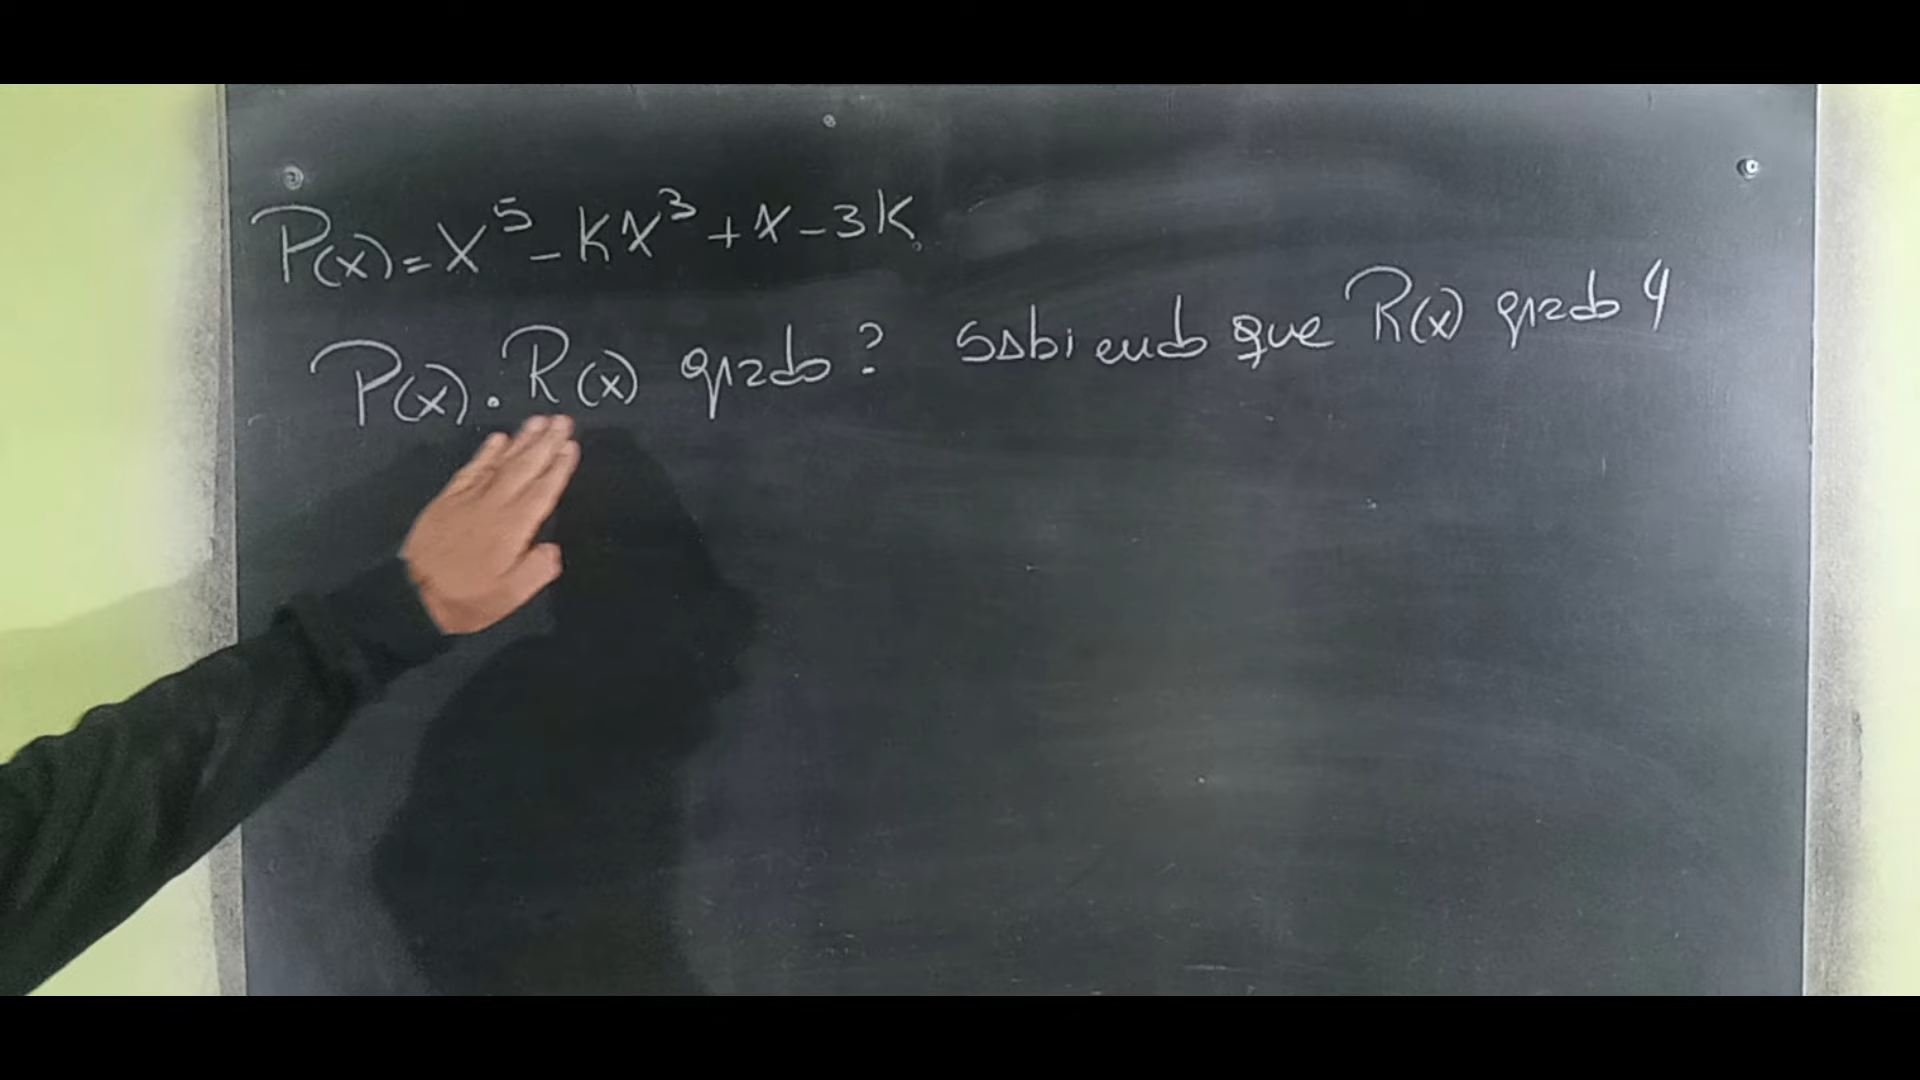 P(x) = x⁵ - kx³ + x - 3k
P(x) · R(x) grado? sabiendo que R(x) grado 4